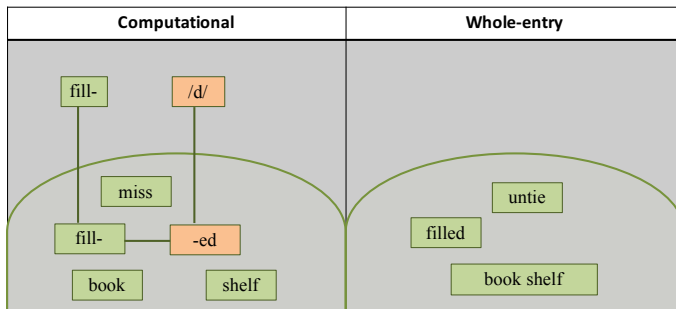 Computational Whole-entry
fill- /d/
miss
untie
fill- -ed filled
book shelf book shelf